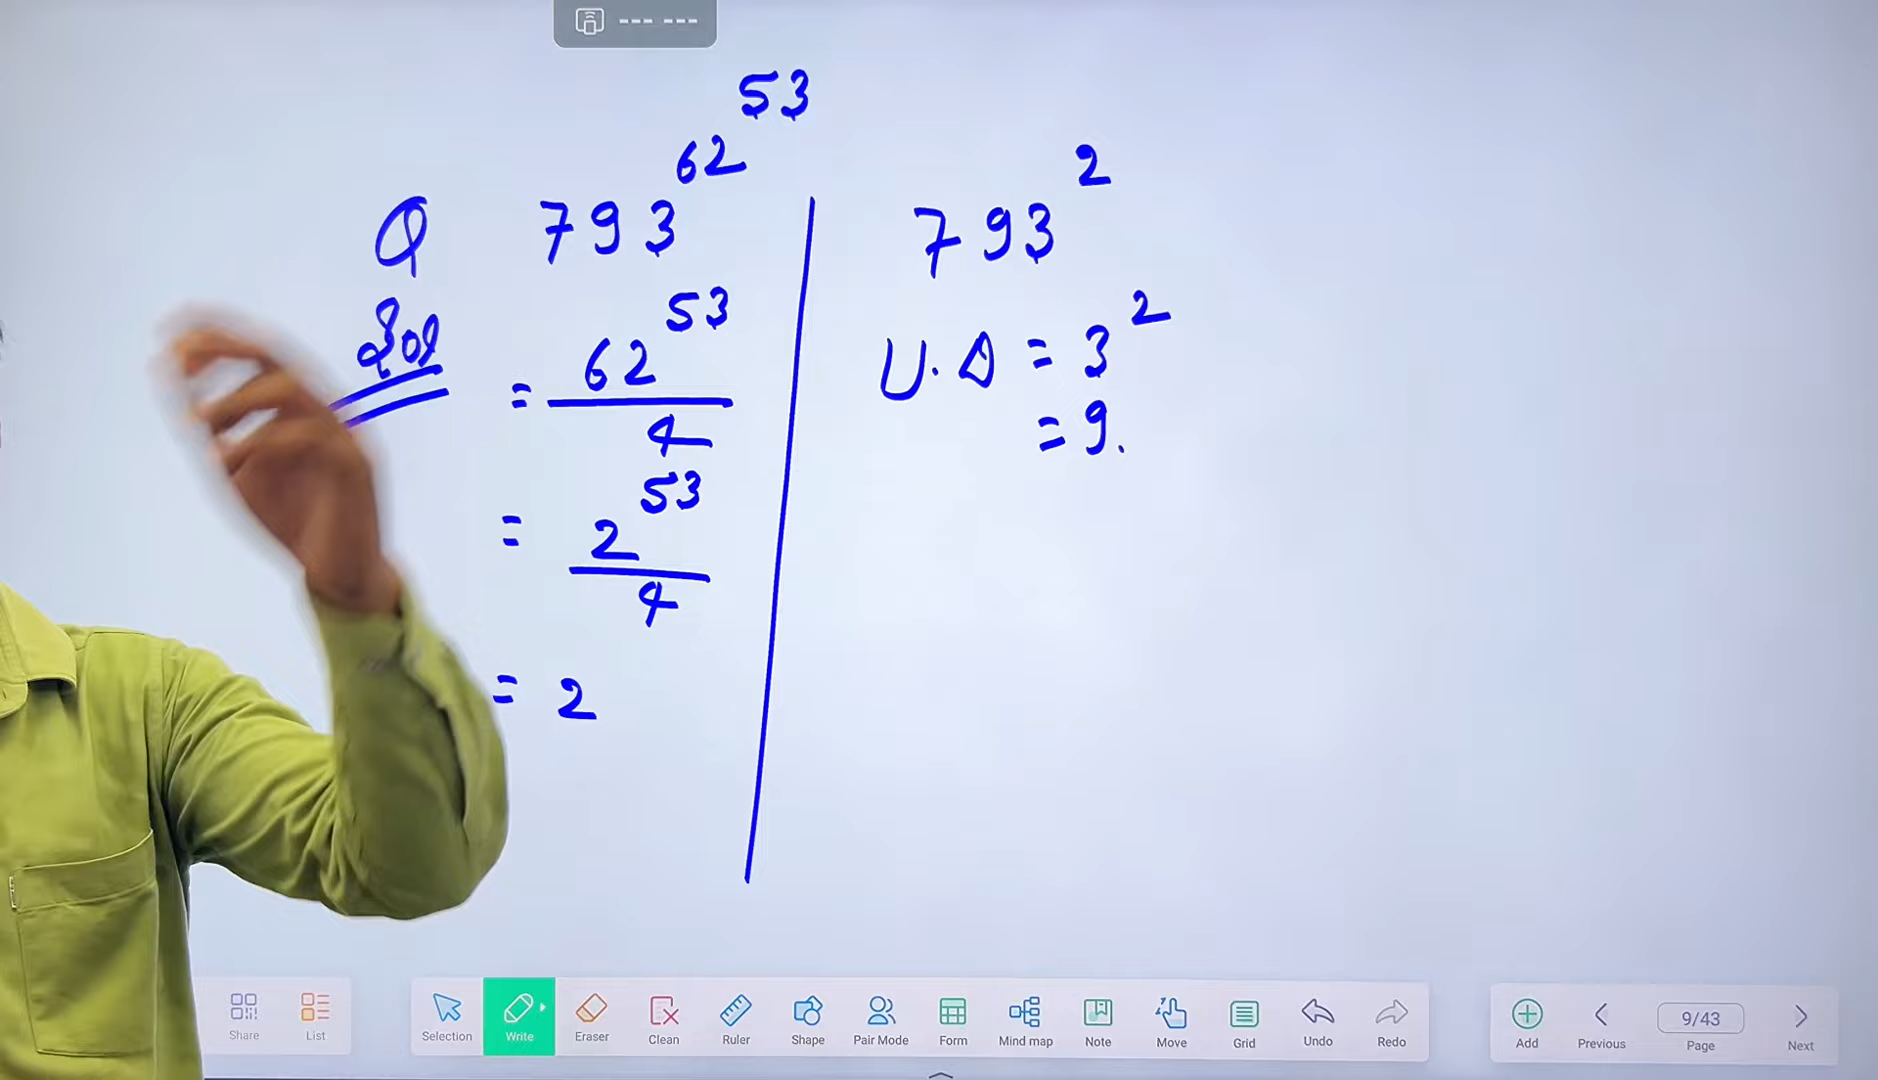 --- ---
Q 793^62^53
Sol
= 62^53 / 4
= 2^53 / 4
= 2
793^2
U.D = 3^2
= 9.
Share
List
Selection
Write
Eraser
Clean
Ruler
Shape
Pair Mode
Form
Mind map
Note
Move
Grid
Undo
Redo
Add
Previous
9/43
Page
Next